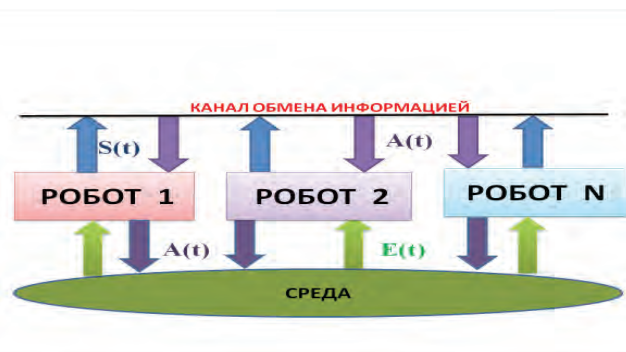 КАНАЛ ОБМЕНА ИНФОРМАЦИЕЙ
S(t)
A(t)
РОБОТ 1
РОБОТ 2
РОБОТ N
A(t)
E(t)
СРЕДА